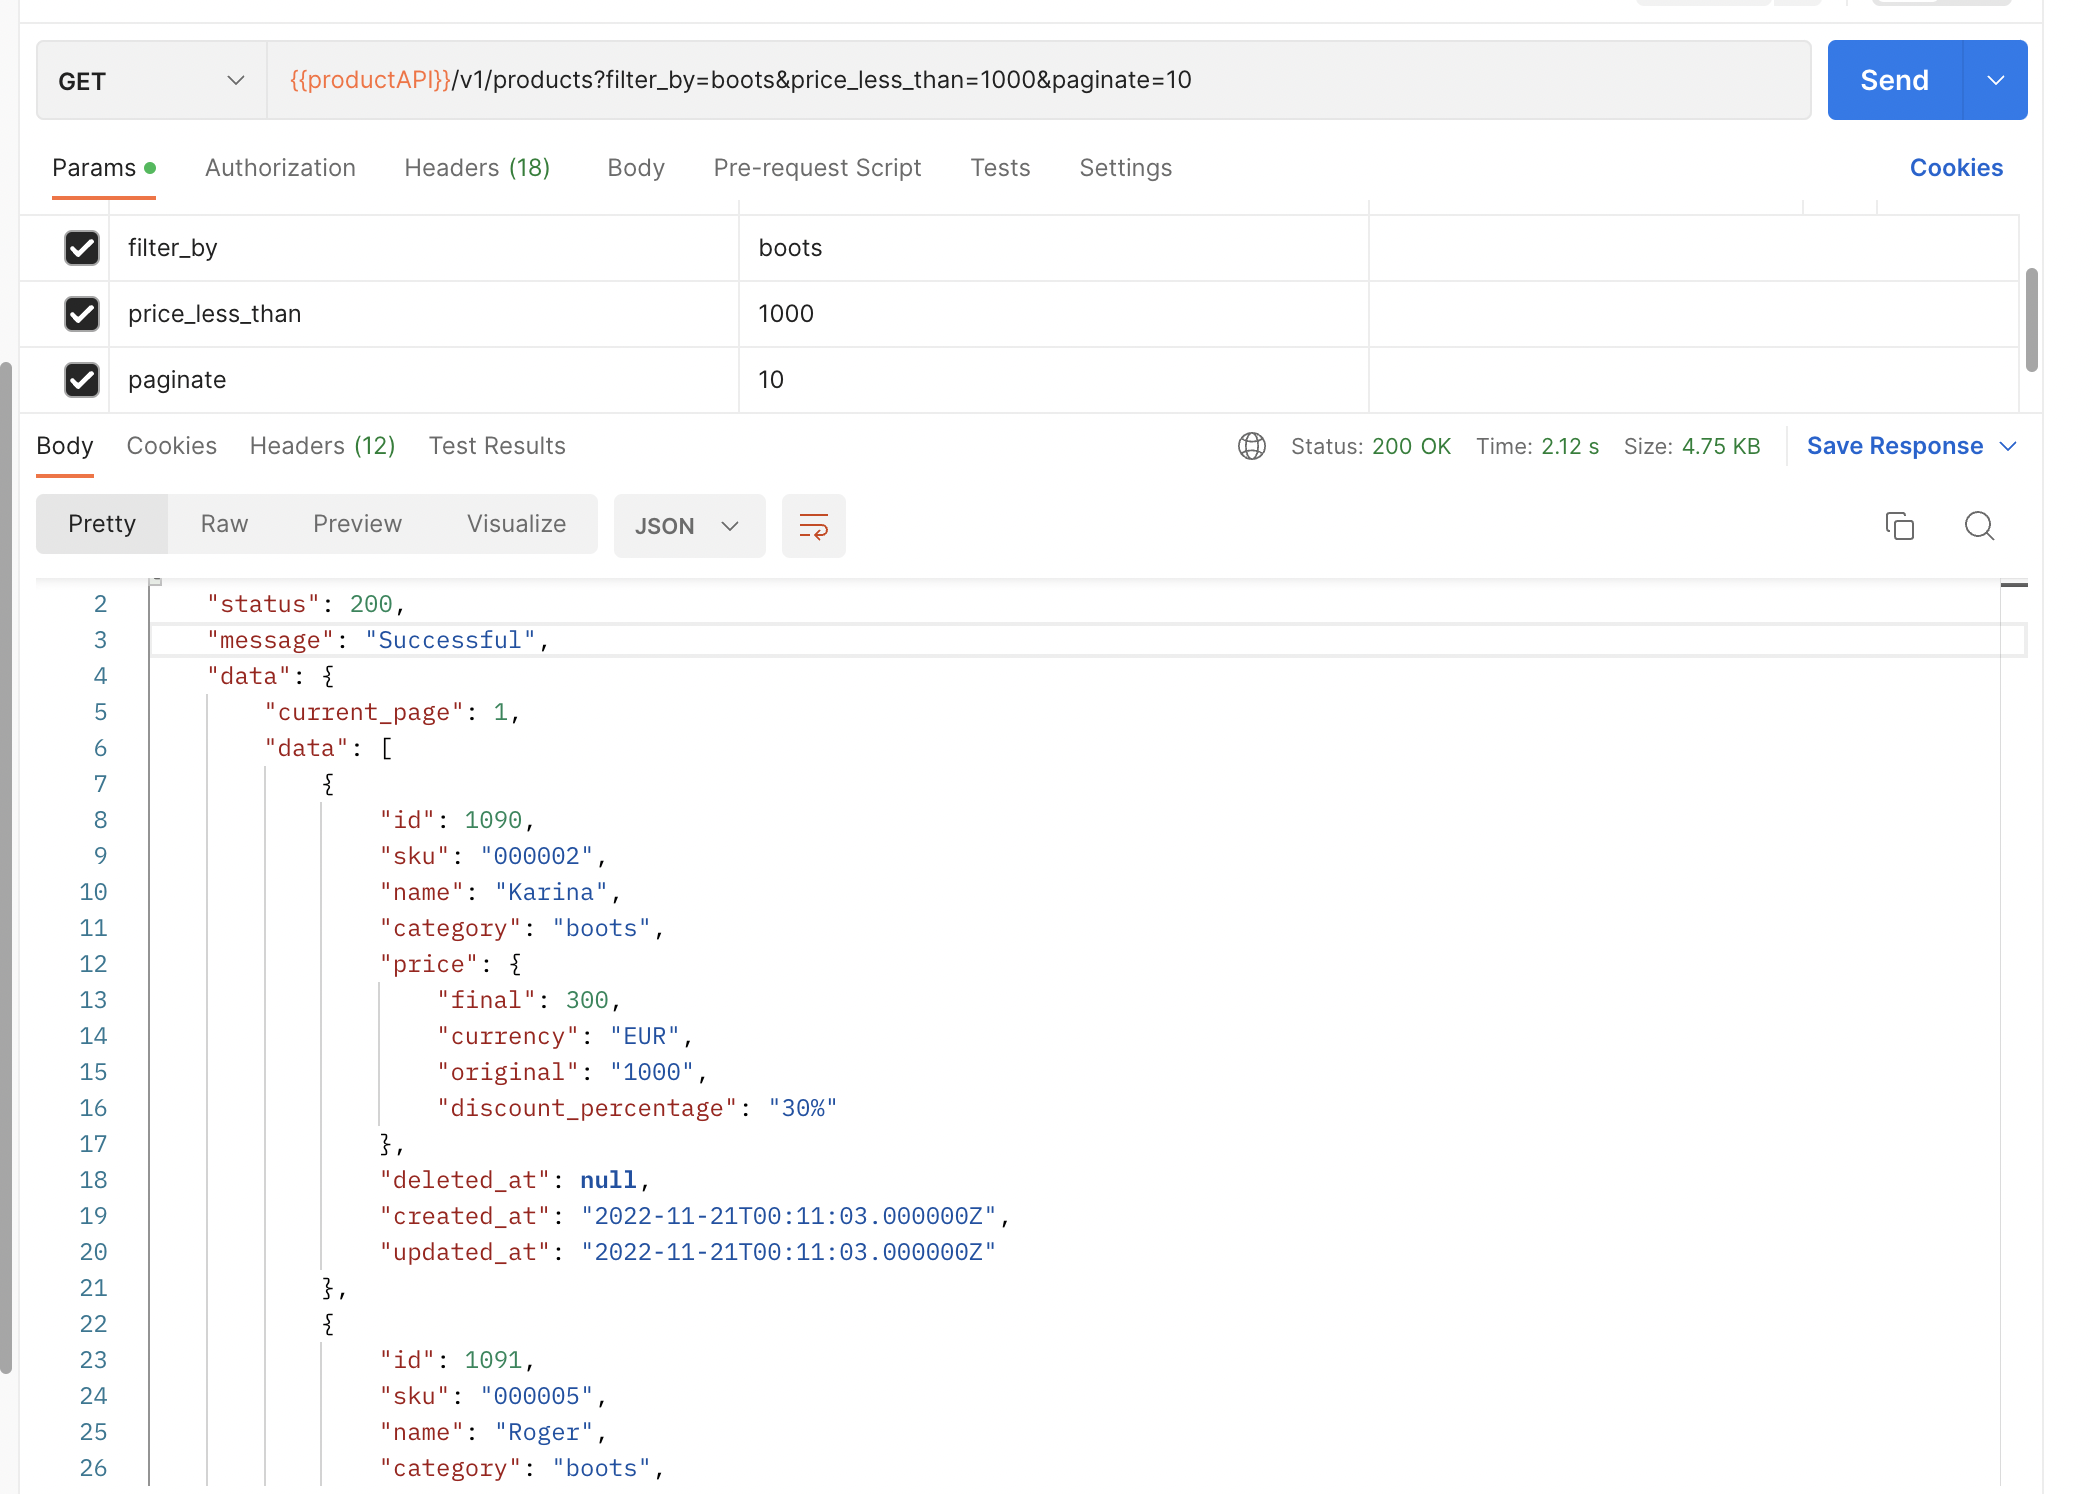 GET {{productAPI}}/v1/products?filter_by=boots&price_less_than=1000&paginate=10 Send
Params Authorization Headers (18) Body Pre-request Script Tests Settings Cookies
filter_by boots
price_less_than 1000
paginate 10
Body Cookies Headers (12) Test Results Status: 200 OK Time: 2.12 s Size: 4.75 KB Save Response
Pretty Raw Preview Visualize JSON
2 "status": 200,
3 "message": "Successful",
4 "data": {
5 "current_page": 1,
6 "data": [
7 {
8 "id": 1090,
9 "sku": "000002",
10 "name": "Karina",
11 "category": "boots",
12 "price": {
13 "final": 300,
14 "currency": "EUR",
15 "original": "1000",
16 "discount_percentage": "30%"
17 },
18 "deleted_at": null,
19 "created_at": "2022-11-21T00:11:03.000000Z",
20 "updated_at": "2022-11-21T00:11:03.000000Z"
21 },
22 {
23 "id": 1091,
24 "sku": "000005",
25 "name": "Roger",
26 "category": "boots",